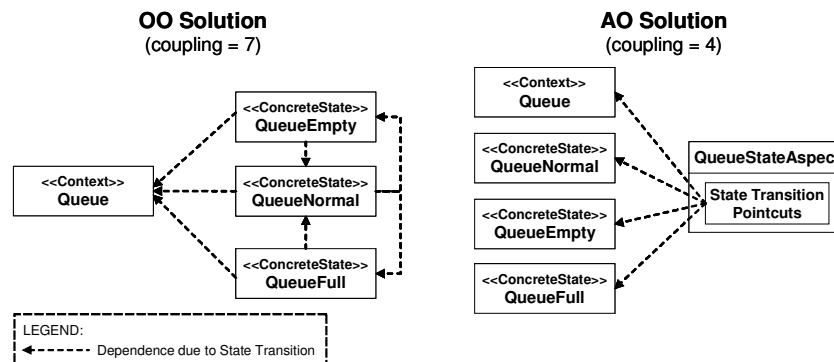 OO Solution
(coupling = 7)
<<ConcreteState>>
QueueEmpty
<<Context>>
Queue
<<ConcreteState>>
QueueNormal
<<ConcreteState>>
QueueFull
LEGEND:
Dependence due to State Transition
AO Solution
(coupling = 4)
<<Context>>
Queue
<<ConcreteState>>
QueueNormal
<<ConcreteState>>
QueueEmpty
<<ConcreteState>>
QueueFull
QueueStateAspec
State Transition
Pointcuts